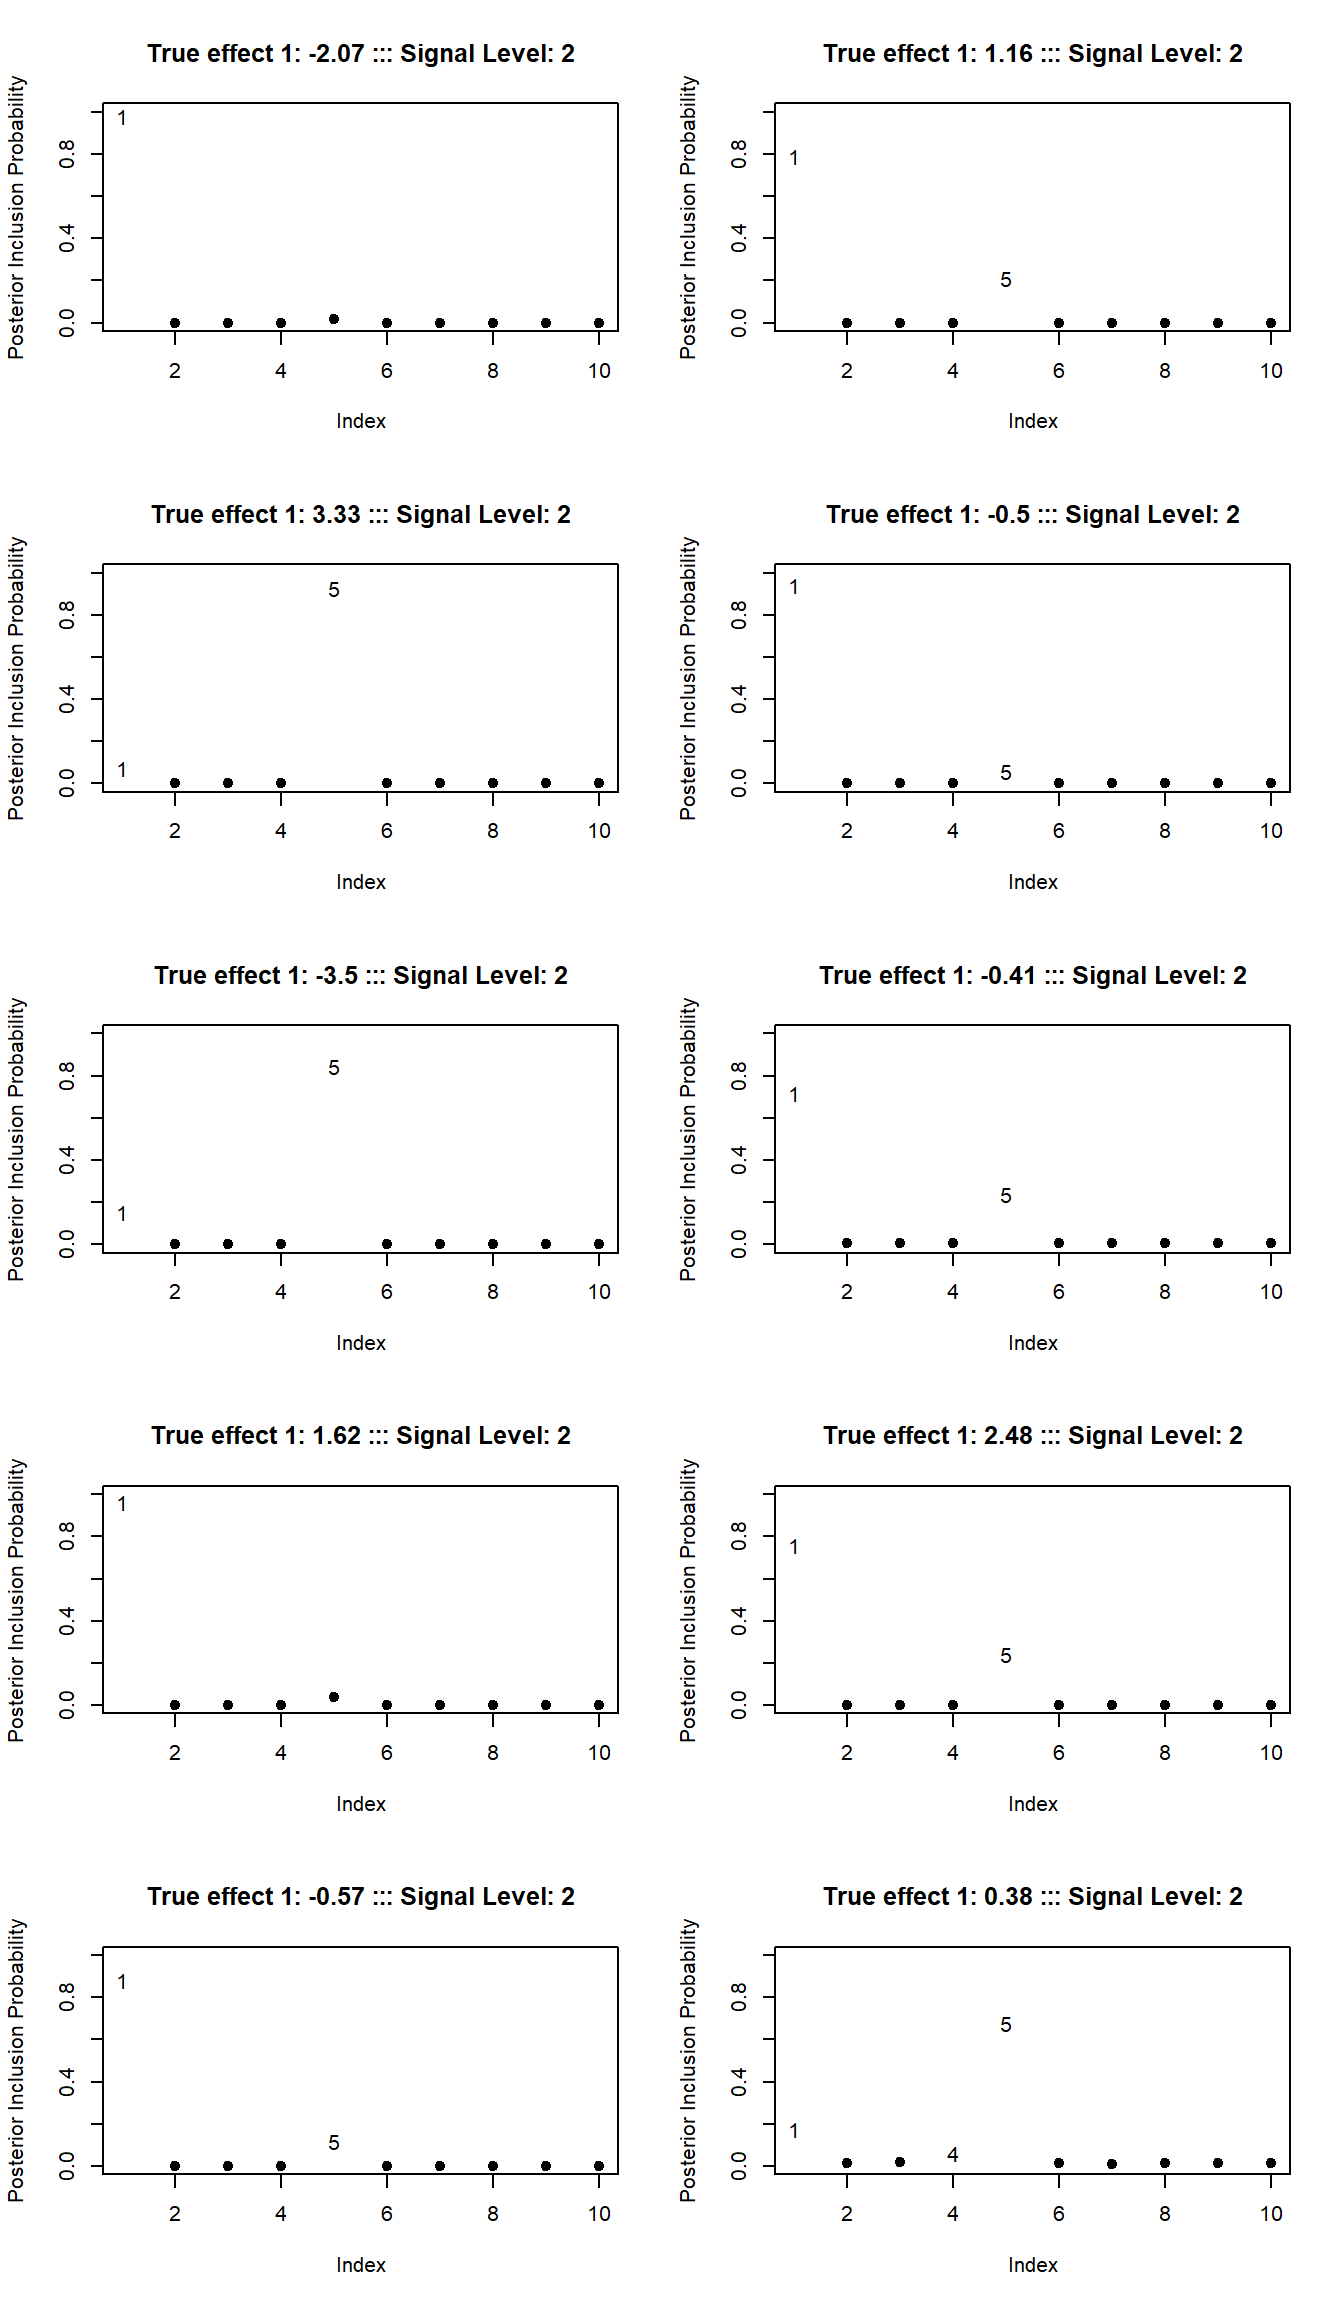 True effect 1: -2.07 ::: Signal Level: 2
Posterior Inclusion Probability
0.0 0.4 0.8
1
2 4 6 8 10
Index
True effect 1: 1.16 ::: Signal Level: 2
Posterior Inclusion Probability
0.0 0.4 0.8
1
5
2 4 6 8 10
Index
True effect 1: 3.33 ::: Signal Level: 2
Posterior Inclusion Probability
0.0 0.4 0.8
5
1
2 4 6 8 10
Index
True effect 1: -0.5 ::: Signal Level: 2
Posterior Inclusion Probability
0.0 0.4 0.8
1
5
2 4 6 8 10
Index
True effect 1: -3.5 ::: Signal Level: 2
Posterior Inclusion Probability
0.0 0.4 0.8
5
1
2 4 6 8 10
Index
True effect 1: -0.41 ::: Signal Level: 2
Posterior Inclusion Probability
0.0 0.4 0.8
1
5
2 4 6 8 10
Index
True effect 1: 1.62 ::: Signal Level: 2
Posterior Inclusion Probability
0.0 0.4 0.8
1
2 4 6 8 10
Index
True effect 1: 2.48 ::: Signal Level: 2
Posterior Inclusion Probability
0.0 0.4 0.8
1
5
2 4 6 8 10
Index
True effect 1: -0.57 ::: Signal Level: 2
Posterior Inclusion Probability
0.0 0.4 0.8
1
5
2 4 6 8 10
Index
True effect 1: 0.38 ::: Signal Level: 2
Posterior Inclusion Probability
0.0 0.4 0.8
5
1
4
2 4 6 8 10
Index